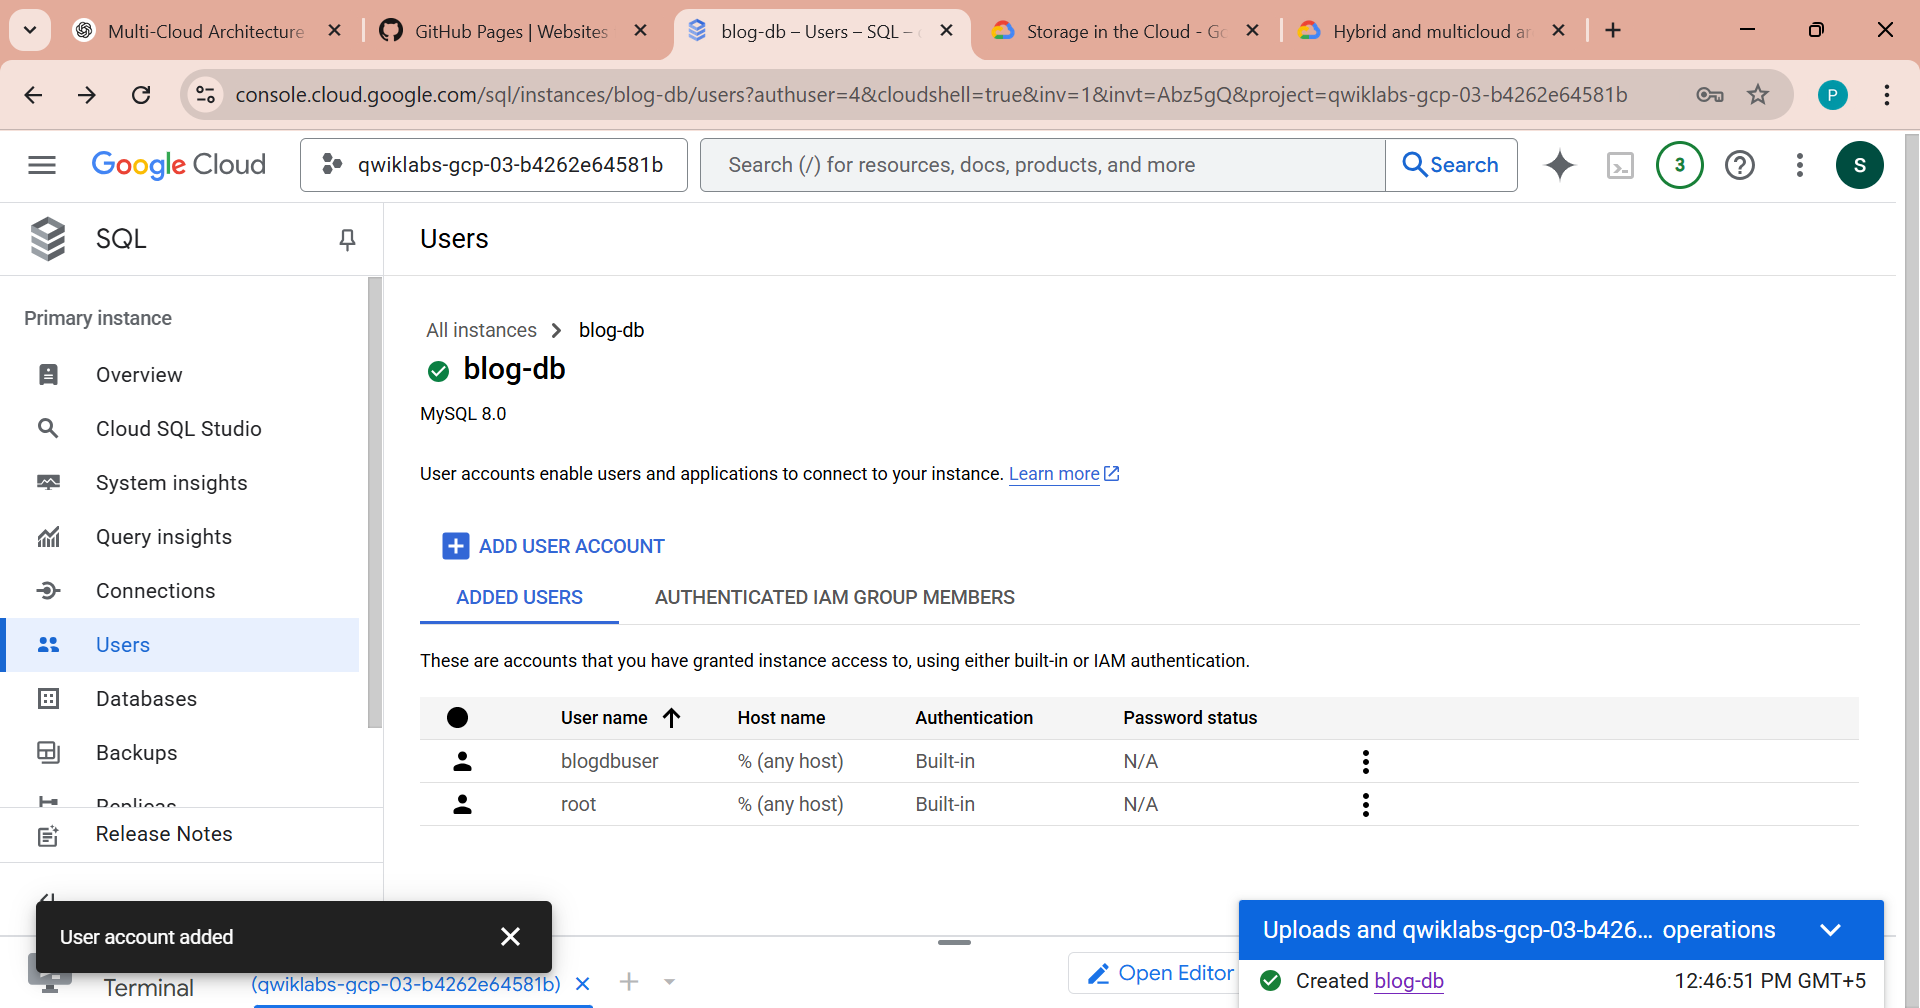 Multi-Cloud Architecture
GitHub Pages | Websites
blog-db – Users – SQL –
Storage in the Cloud - Go
Hybrid and multicloud ar
console.cloud.google.com/sql/instances/blog-db/users?authuser=4&cloudshell=true&inv=1&invt=Abz5gQ&project=qwiklabs-gcp-03-b4262e64581b
P
Google Cloud
qwiklabs-gcp-03-b4262e64581b
Search (/) for resources, docs, products, and more
Search
3
S
SQL
Users
Primary instance
Overview
Cloud SQL Studio
System insights
Query insights
Connections
Users
Databases
Backups
Replicas
Release Notes
All instances
blog-db
blog-db
MySQL 8.0
User accounts enable users and applications to connect to your instance. Learn more
ADD USER ACCOUNT
ADDED USERS
AUTHENTICATED IAM GROUP MEMBERS
These are accounts that you have granted instance access to, using either built-in or IAM authentication.
User name Host name Authentication Password status
blogdbuser % (any host) Built-in N/A
root % (any host) Built-in N/A
User account added
Terminal
(qwiklabs-gcp-03-b4262e64581b)
Open Editor
Uploads and qwiklabs-gcp-03-b426... operations
Created blog-db
12:46:51 PM GMT+5